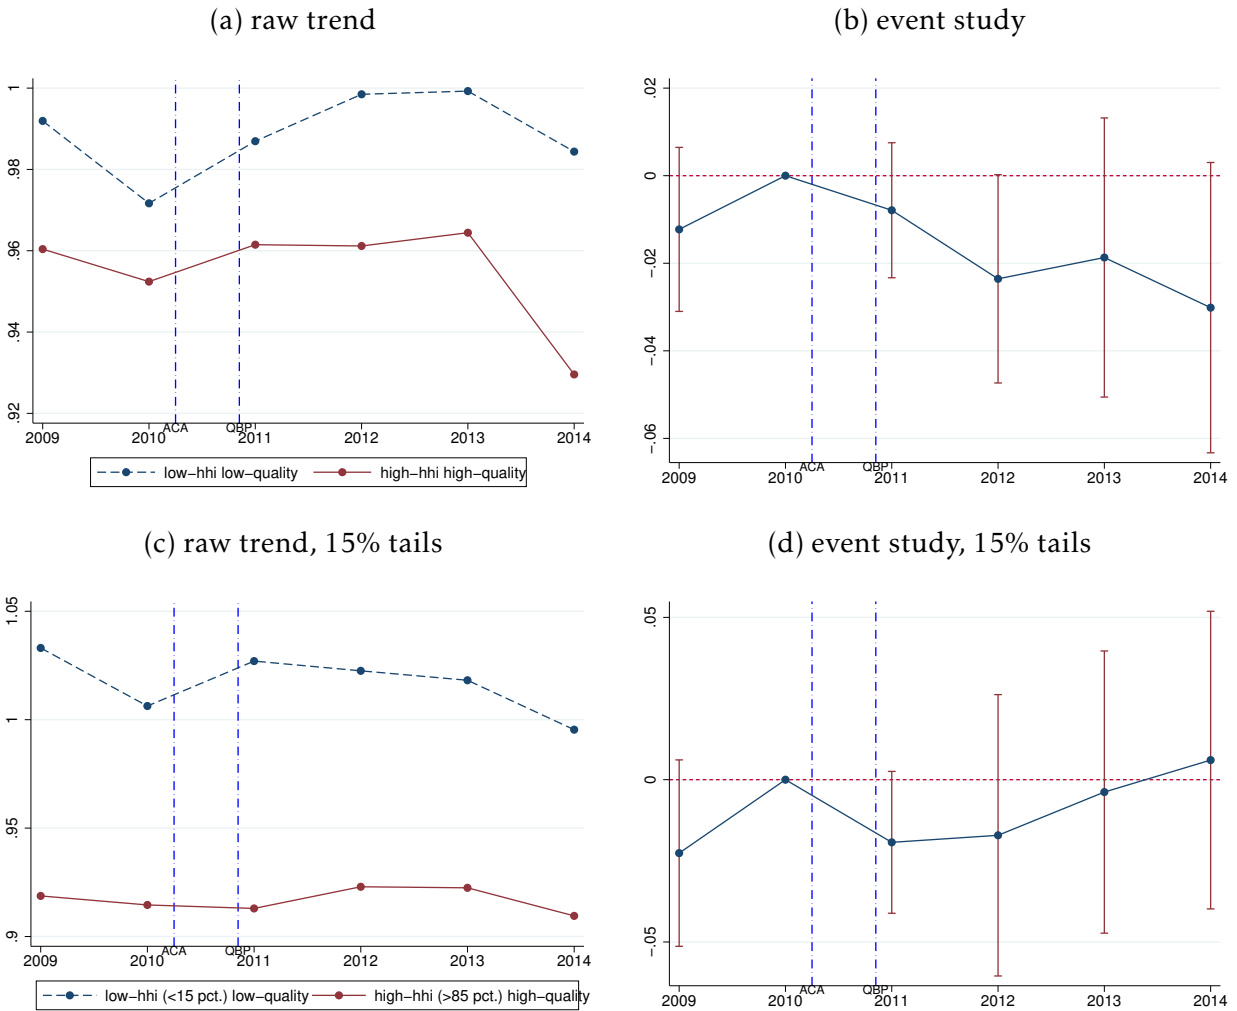 (a) raw trend
1
.98
.96
.94
.92
2009 2010 ACA QBP 2011 2012 2013 2014
low−hhi low−quality high−hhi high−quality
(b) event study
.02
0
−.02
−.04
−.06
2009 2010 ACA QBP 2011 2012 2013 2014
(c) raw trend, 15% tails
1.05
1
.95
.9
2009 2010 ACA QBP 2011 2012 2013 2014
low−hhi (<15 pct.) low−quality high−hhi (>85 pct.) high−quality
(d) event study, 15% tails
.05
0
−.05
2009 2010 ACA QBP 2011 2012 2013 2014